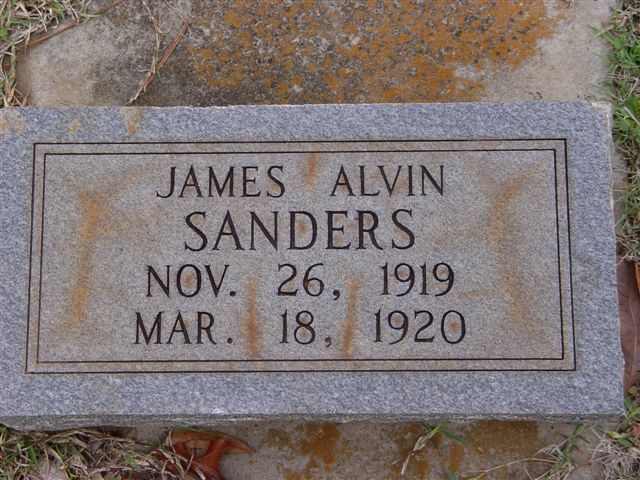 JAMES ALVIN
SANDERS
NOV. 26, 1919
MAR. 18, 1920